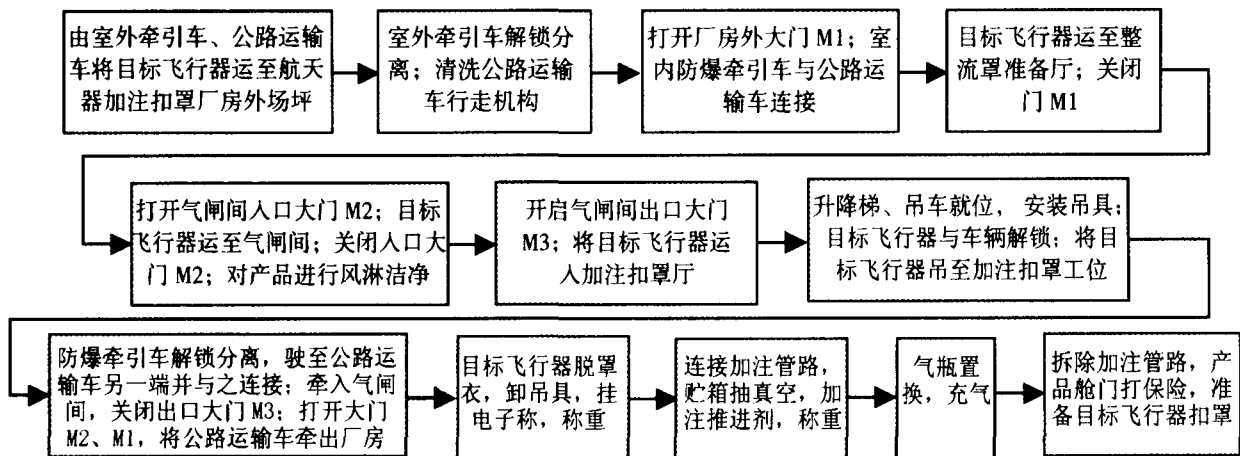 由室外牵引车、公路运输
车将目标飞行器运至航天
器加注扣罩厂房外场坪
室外牵引车解锁分
离；清洗公路运输
车行走机构
打开厂房外大门 M1；室
内防爆牵引车与公路运
输车连接
目标飞行器运至整
流罩准备厅；关闭
门 M1
打开气闸间人口大门 M2；目标
飞行器运至气闸间；关闭人口大
门 M2；对产品进行风淋洁净
开启气闸间出口大门
M3；将目标飞行器运
人加注扣罩厅
升降梯、吊车就位，安装吊具；
目标飞行器与车辆解锁；将目
标飞行器吊至加注扣罩工位
防爆牵引车解锁分离，驶至公路运
输车另一端并与之连接；牵入气闸
间，关闭出口大门 M3；打开大门
M2、M1，将公路运输车牵出厂房
目标飞行器脱罩
衣，卸吊具，挂
电子称，称重
连接加注管路，
贮箱抽真空，加
注推进剂，称重
气瓶置
换，充气
拆除加注管路，产
品舱门打保险，准
备目标飞行器扣罩